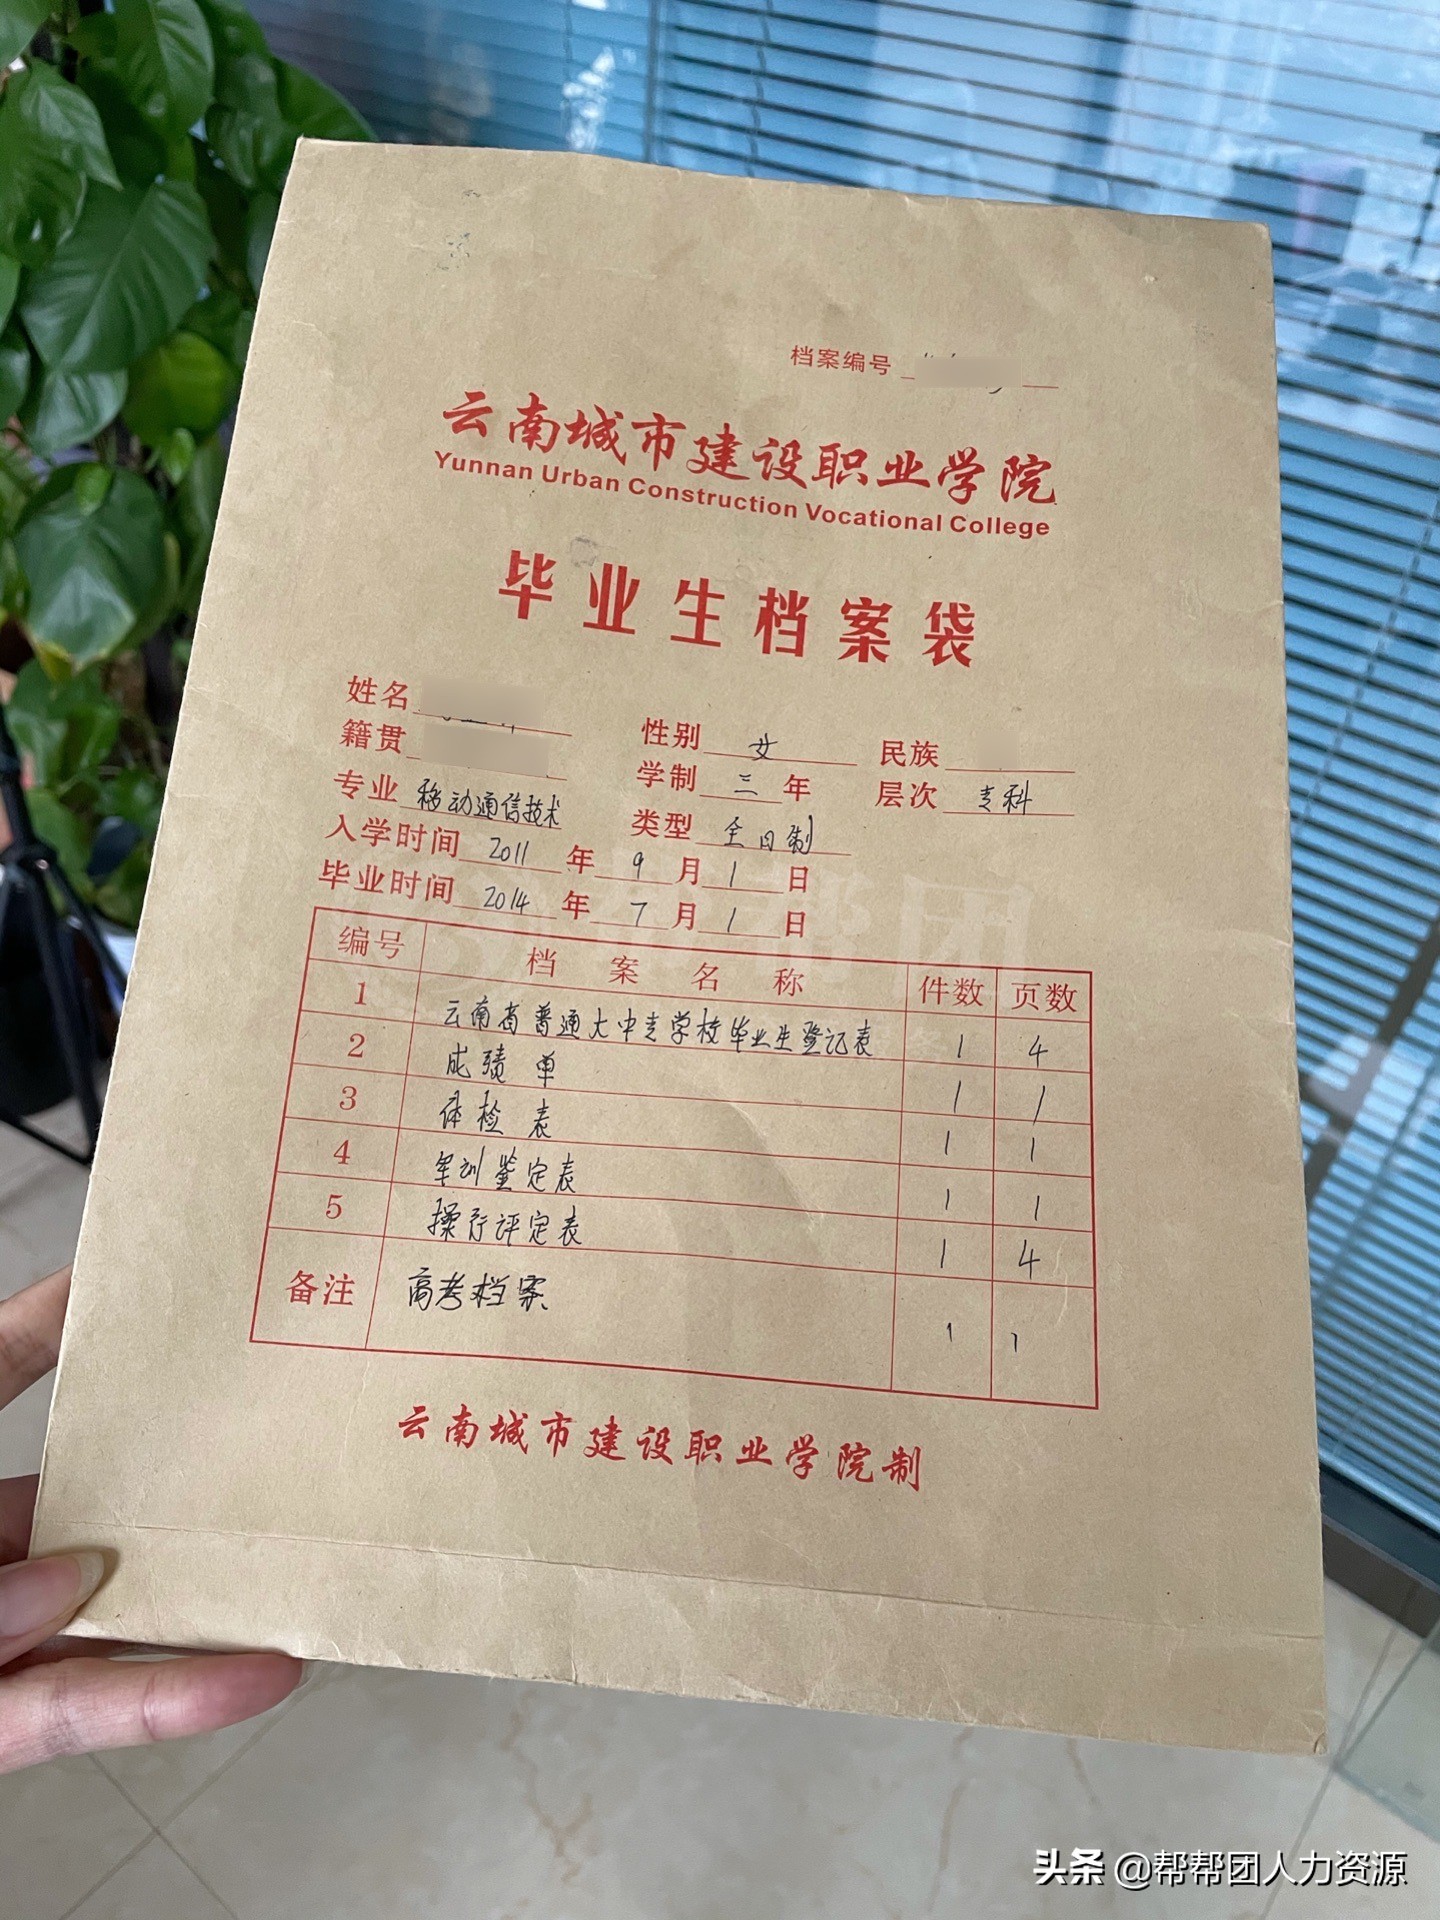 档案编号
云南城市建设职业学院
Yunnan Urban Construction Vocational College
毕业生档案袋
姓名 性别 女 民族
籍贯 学制 三 年 层次 专科
专业 移动通信技术 类型 全日制
入学时间 2011 年 9 月 1 日
毕业时间 2014 年 7 月 1 日
编号 档案名称 件数 页数
1 云南省普通大中专学校毕业生登记表 1 4
2 成绩单 1 1
3 体检表 1 1
4 军训鉴定表 1 1
5 操行评定表 1 4
备注 高考档案 1 1
云南城市建设职业学院制
帮帮团
头条 @帮帮团人力资源